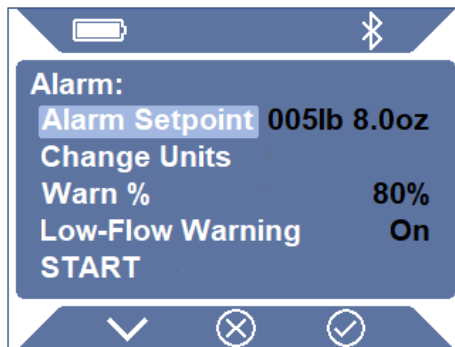 Alarm:
Alarm Setpoint 005lb 8.0oz
Change Units
Warn % 80%
Low-Flow Warning On
START